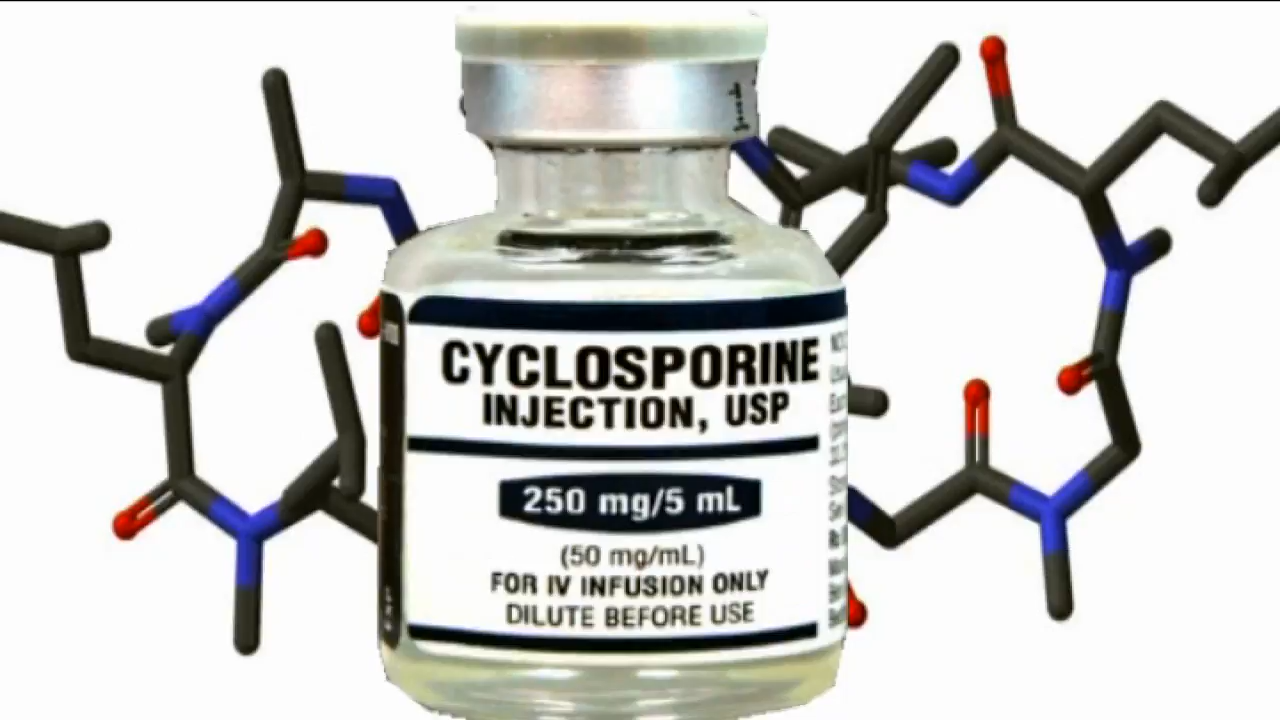 CYCLOSPORINE
INJECTION, USP
250 mg/5 mL
(50 mg/mL)
FOR IV INFUSION ONLY
DILUTE BEFORE USE